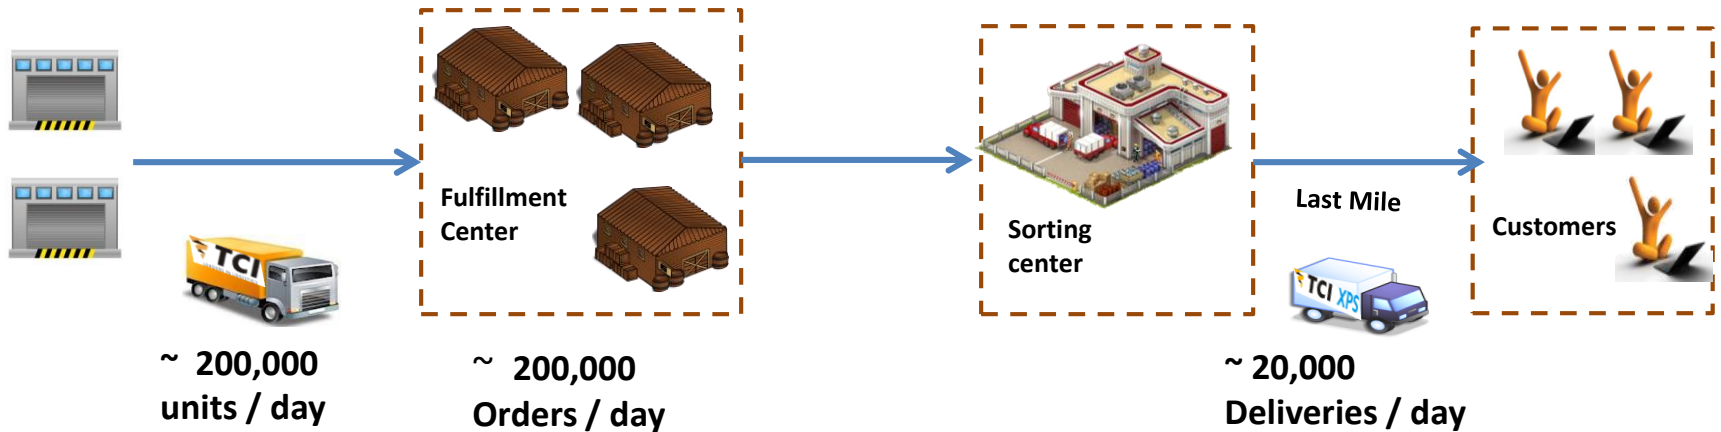 TCI
~ 200,000
units / day
Fulfillment
Center
~ 200,000
Orders / day
Sorting
center
Last Mile
TCI XPS
~ 20,000
Deliveries / day
Customers